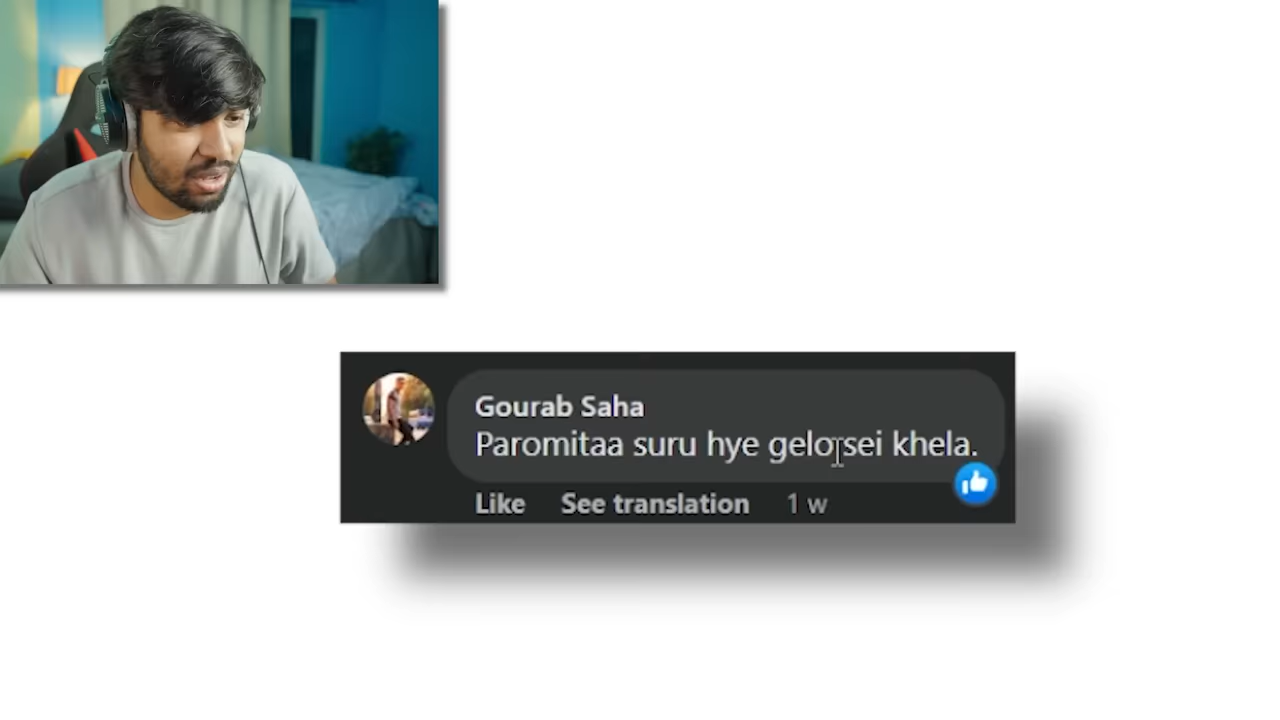 Gourab Saha
Paromitaa suru hye gelo sei khela.
Like See translation 1 w